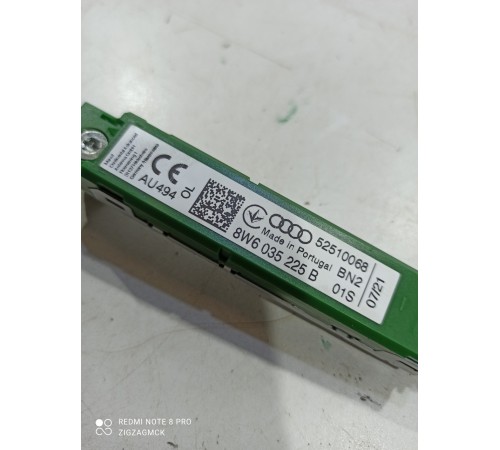 CE
AU494 OL
52510068
Made in Portugal BN2
8W6 035 225 B 01S
07/21
REDMI NOTE 8 PRO
ZIGZAGMCK